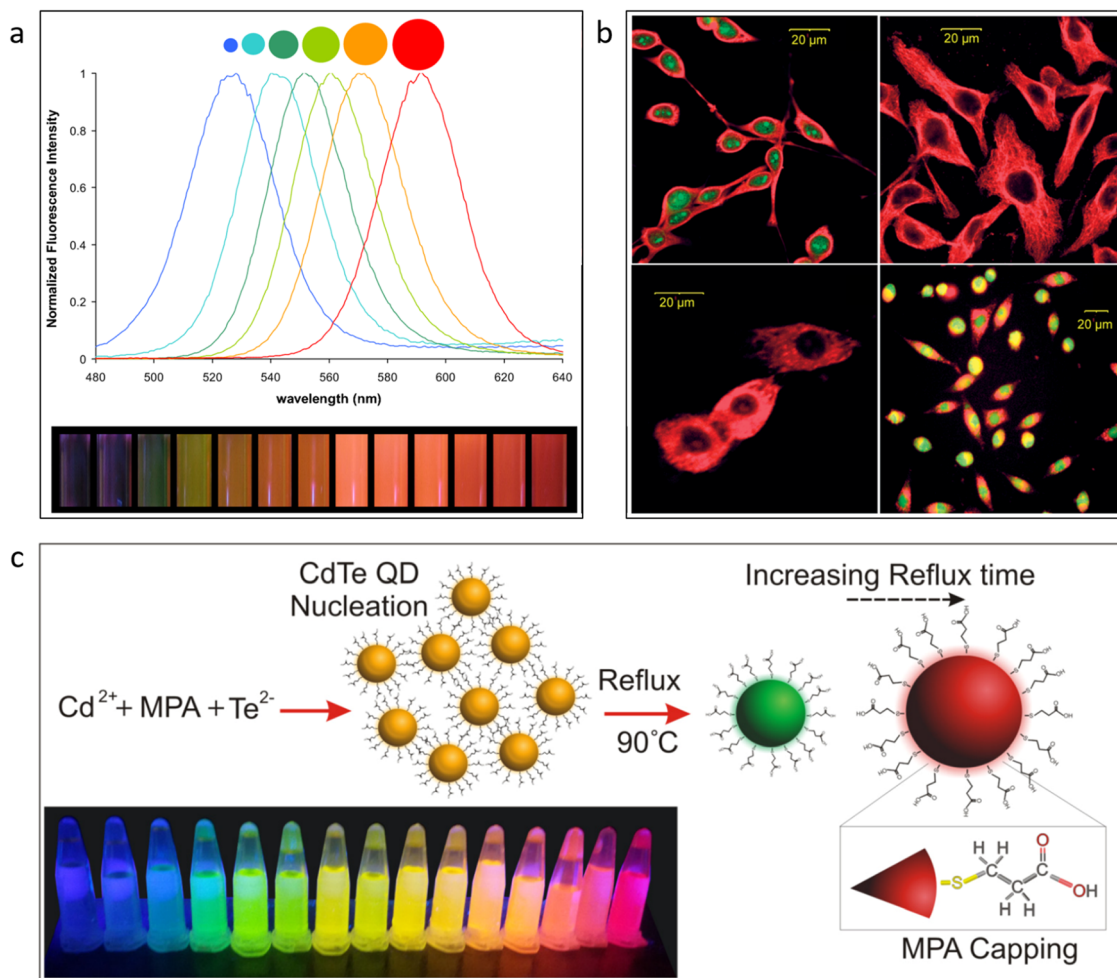 a
Normalized Fluorescence Intensity
1
0.8
0.6
0.4
0.2
0
480 500 520 540 560 580 600 620 640
wavelength (nm)
b
20 µm
20 µm
20 µm
20 µm
c
CdTe QD
Nucleation
Increasing Reflux time
Cd²⁺ + MPA + Te²⁻
Reflux
90°C
HO
OH
H H O
S C C
C OH
H H
MPA Capping